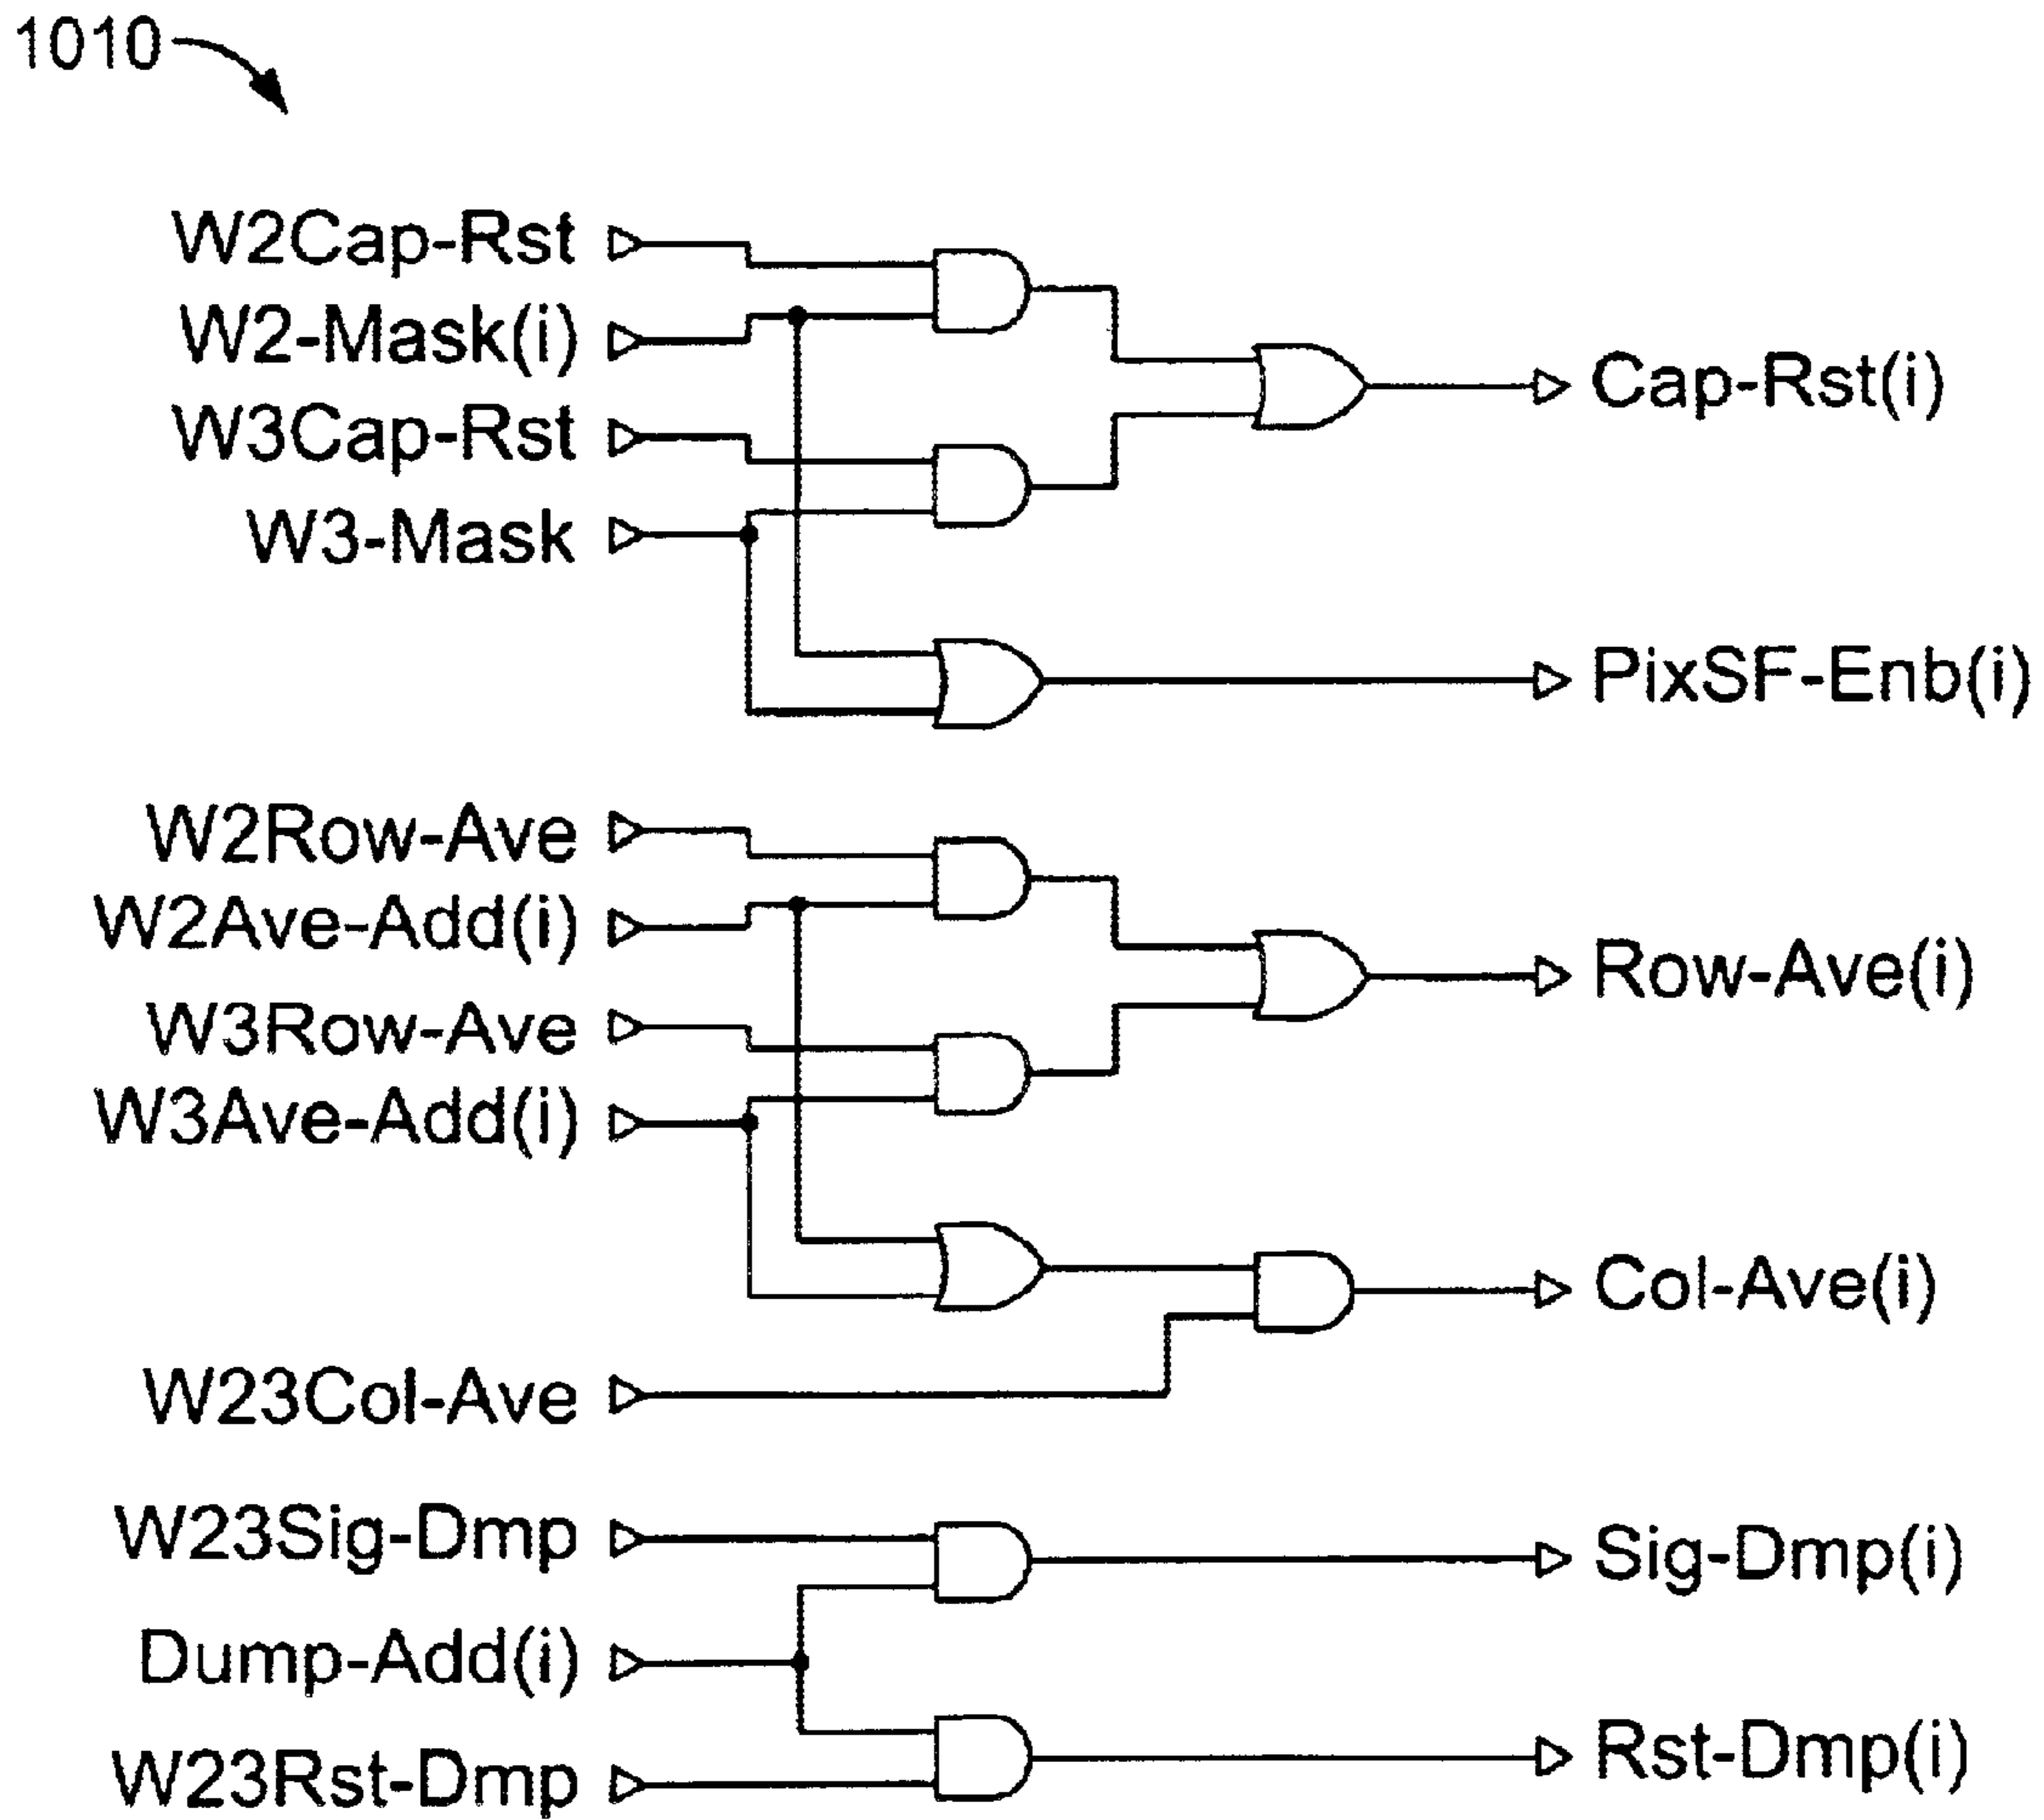 1010
W2Cap-Rst
W2-Mask(i)
Cap-Rst(i)
W3Cap-Rst
W3-Mask
PixSF-Enb(i)
W2Row-Ave
W2Ave-Add(i)
Row-Ave(i)
W3Row-Ave
W3Ave-Add(i)
Col-Ave(i)
W23Col-Ave
W23Sig-Dmp
Sig-Dmp(i)
Dump-Add(i)
Rst-Dmp(i)
W23Rst-Dmp